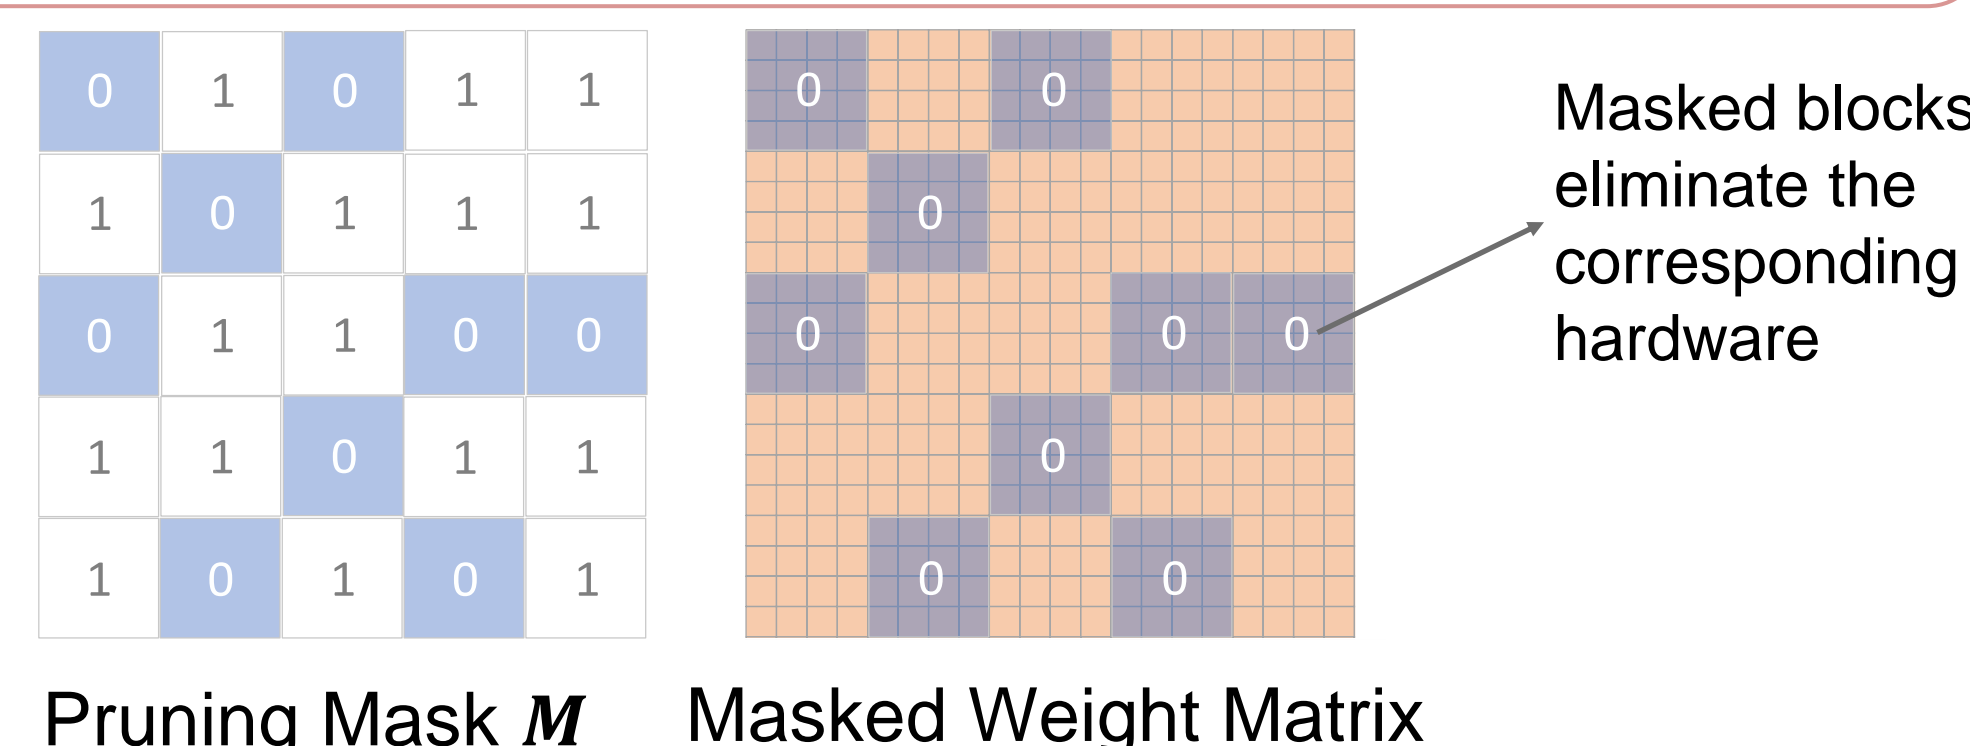 0 1 0 1 1
1 0 1 1 1
0 1 1 0 0
1 1 0 1 1
1 0 1 0 1
Pruning Mask M
0 0
0
0 0 0
0
0 0
Masked Weight Matrix
Masked blocks
eliminate the
corresponding
hardware